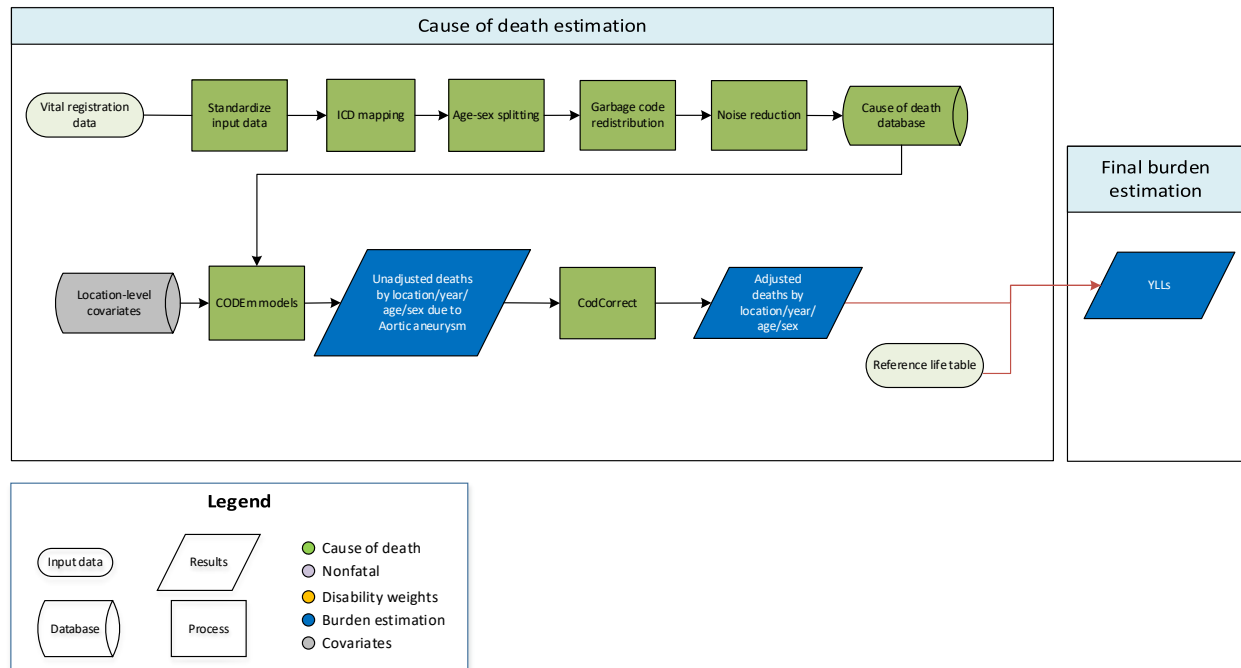 Cause of death estimation
Vital registration
data
Standardize
input data
ICD mapping
Age-sex splitting
Garbage code
redistribution
Noise reduction
Cause of death
database
Final burden
estimation
Location-level
covariates
CODEm models
Unadjusted deaths
by location/year/
age/sex due to
Aortic aneurysm
CodCorrect
Adjusted
deaths by
location/year/
age/sex
YLLs
Reference life table
Legend
Input data
Results
Database
Process
Cause of death
Nonfatal
Disability weights
Burden estimation
Covariates